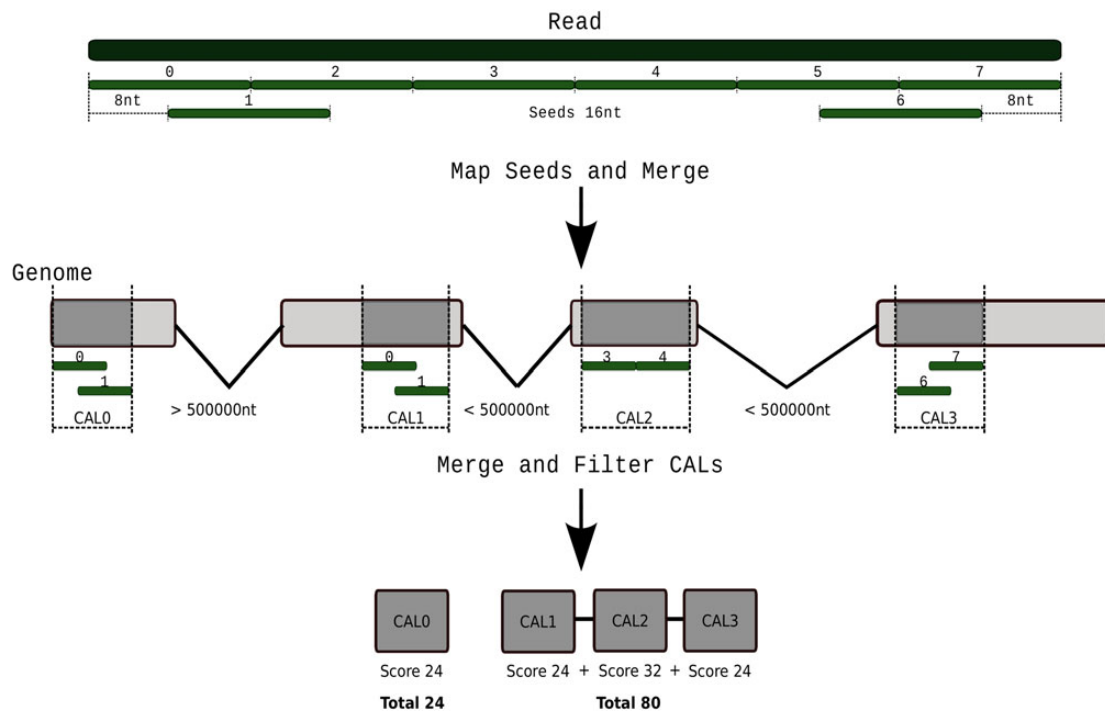 Read
0 2 3 4 5 7
8nt 1 Seeds 16nt 6 8nt
Map Seeds and Merge
Genome
0 0 3 4 7
1 1 6
CAL0 > 500000nt CAL1 < 500000nt CAL2 < 500000nt CAL3
Merge and Filter CALs
CAL0 CAL1 CAL2 CAL3
Score 24 Score 24 + Score 32 + Score 24
Total 24 Total 80